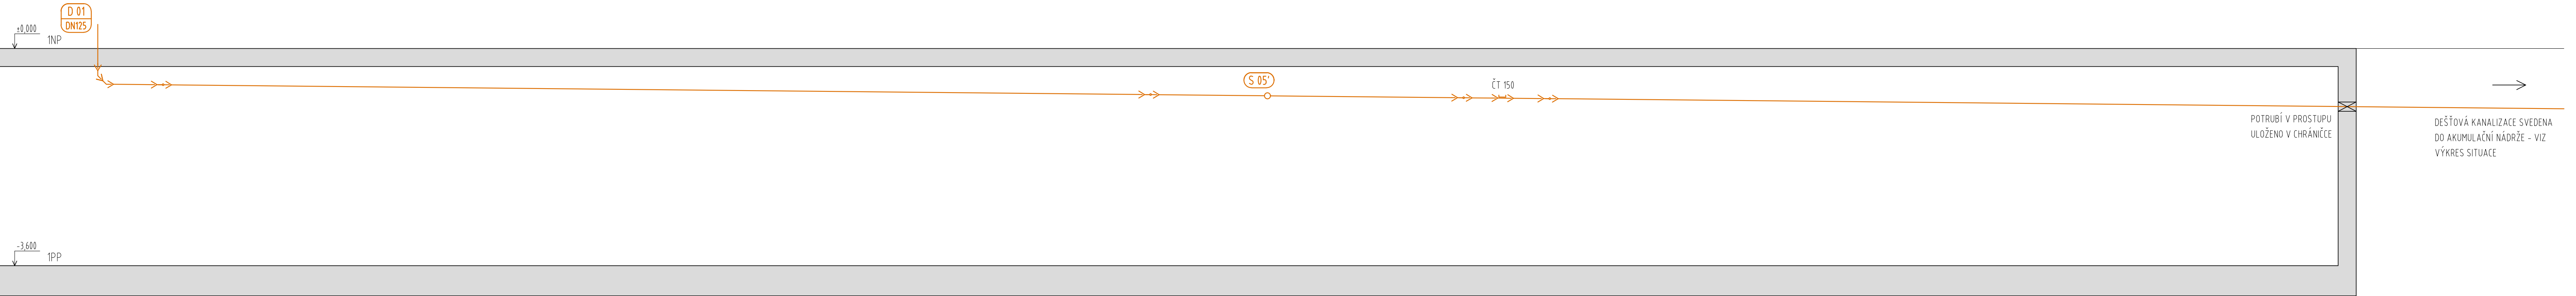 D 01
DN125
±0,000
1NP
S 05'
ČT 150
POTRUBÍ V PROSTUPU
ULOŽENO V CHRÁNIČCE
DEŠŤOVÁ KANALIZACE SVEDENA
DO AKUMULAČNÍ NÁDRŽE - VIZ
VÝKRES SITUACE
-3,600
1PP